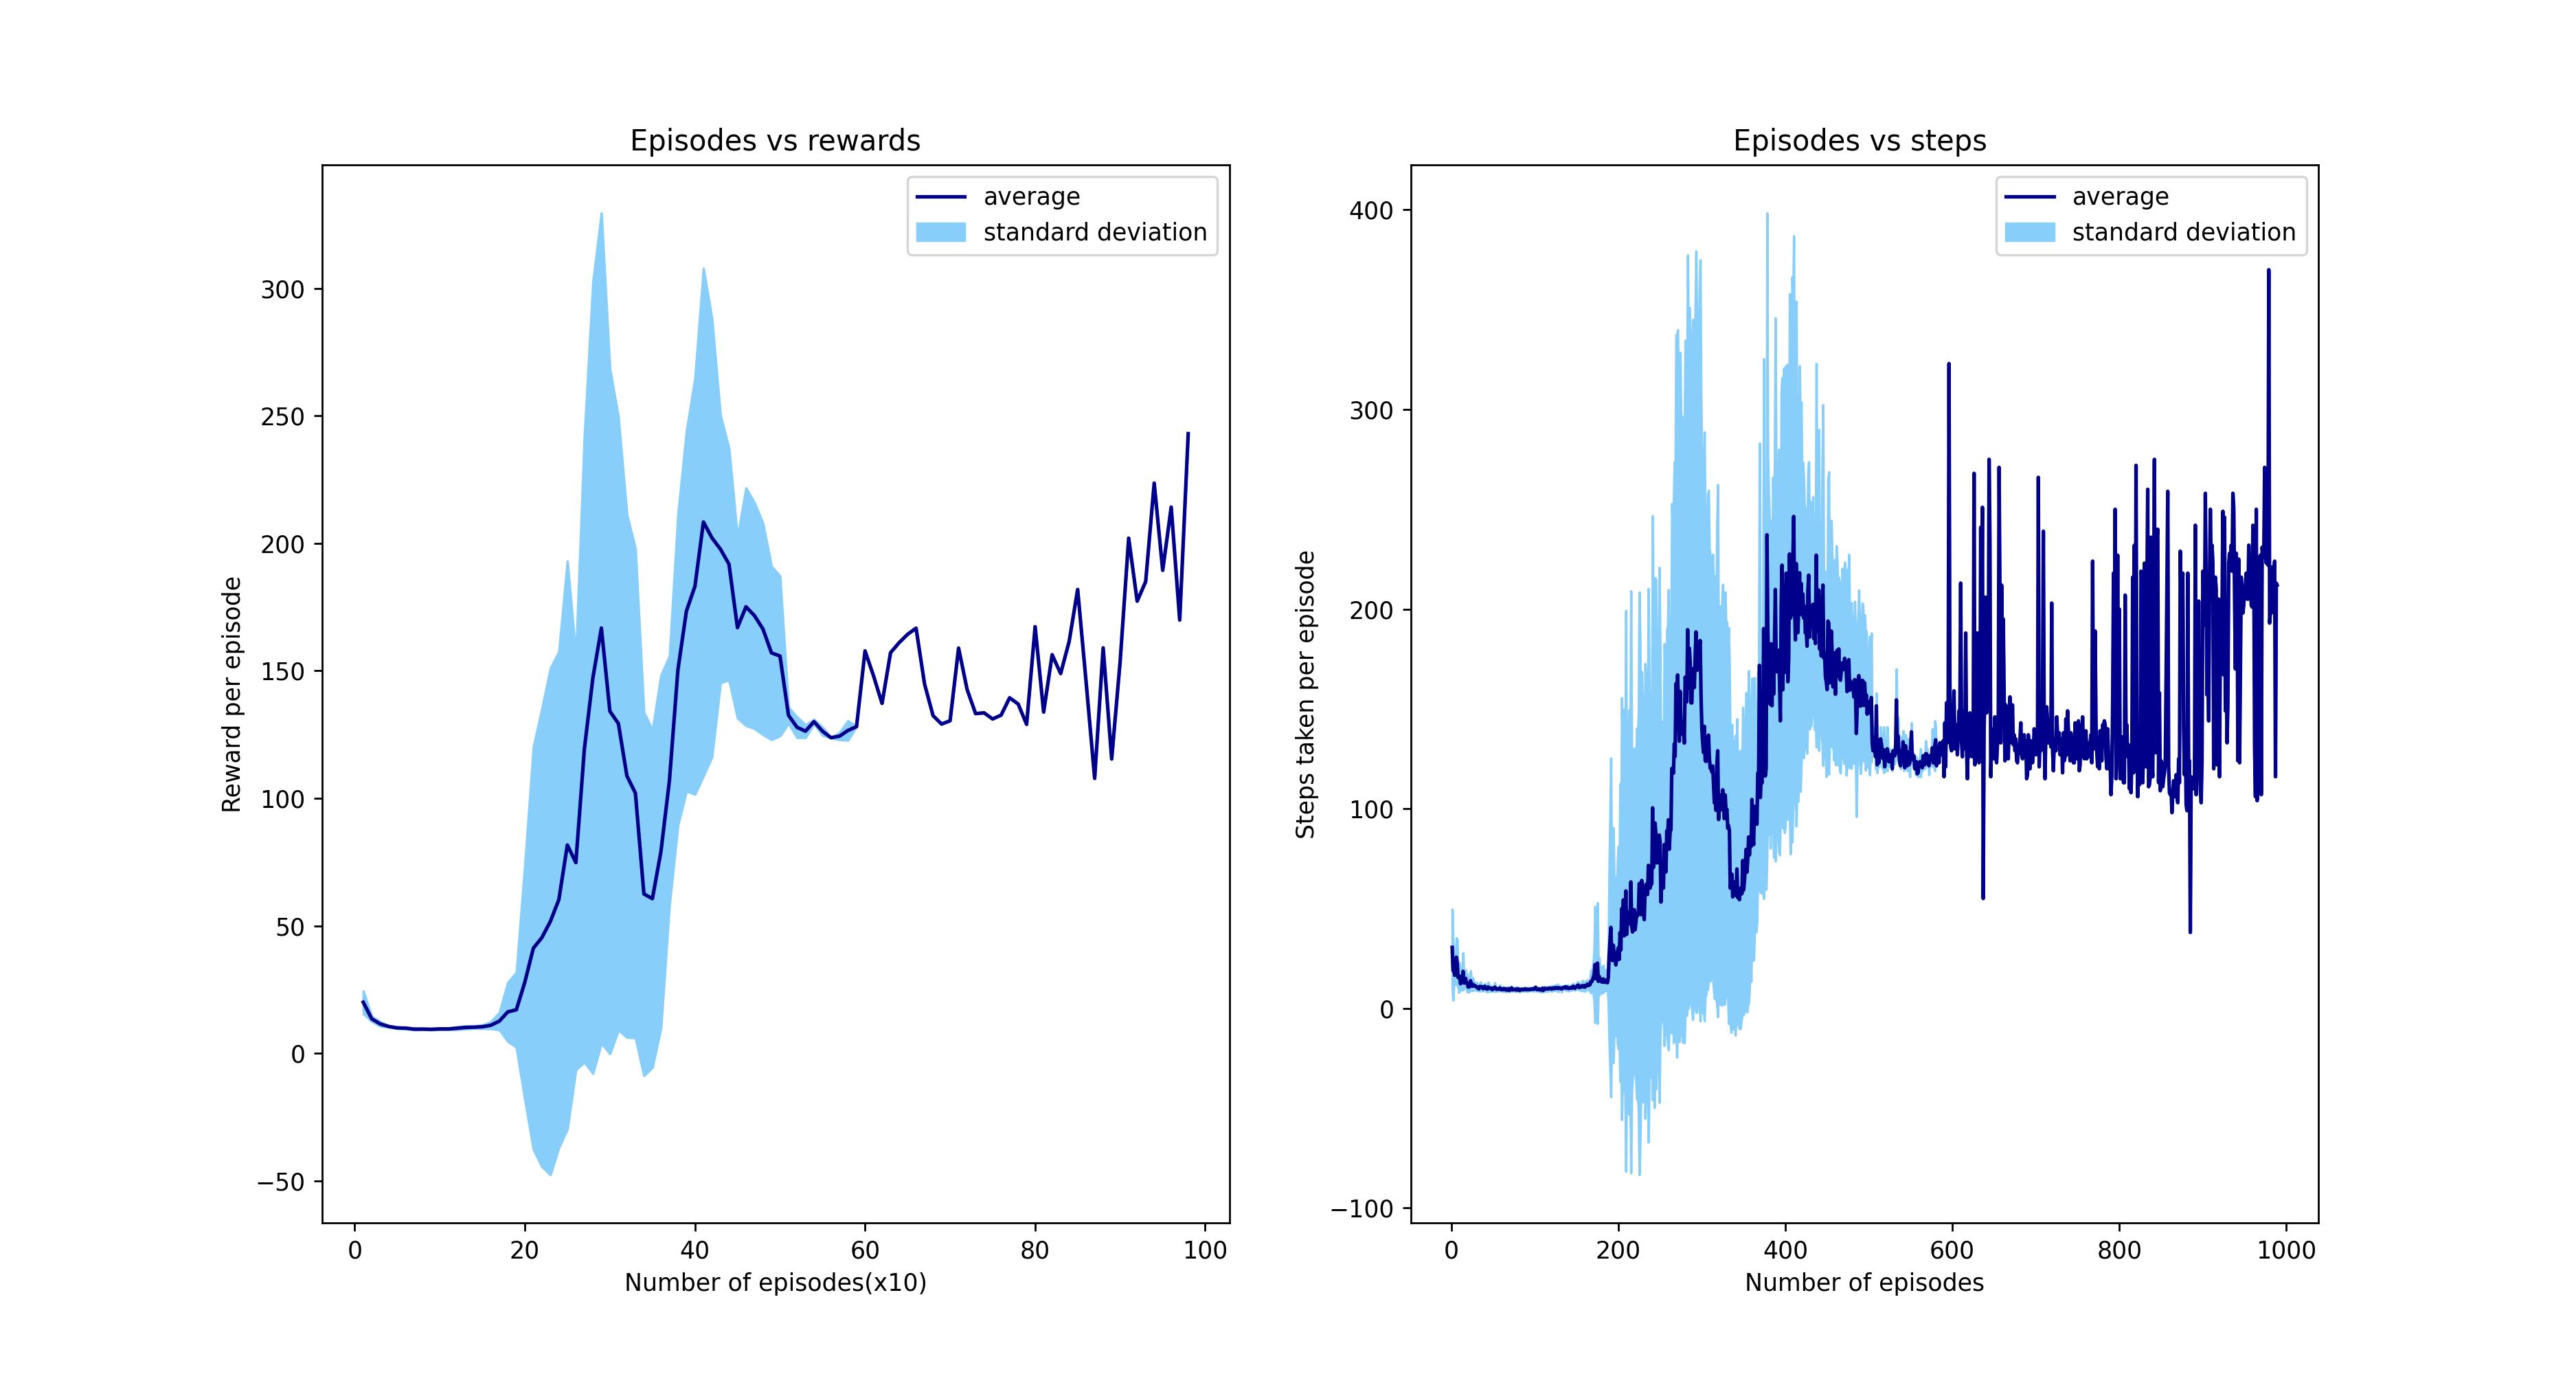 Episodes vs rewards
average
standard deviation
Reward per episode
300
250
200
150
100
50
0
−50
0 20 40 60 80 100
Number of episodes(x10)
Episodes vs steps
average
standard deviation
Steps taken per episode
400
300
200
100
0
−100
0 200 400 600 800 1000
Number of episodes